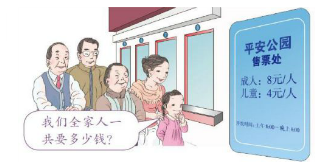 平安公园
售票处
成人：8元/人
儿童：4元/人
我们全家人一
共要多少钱？